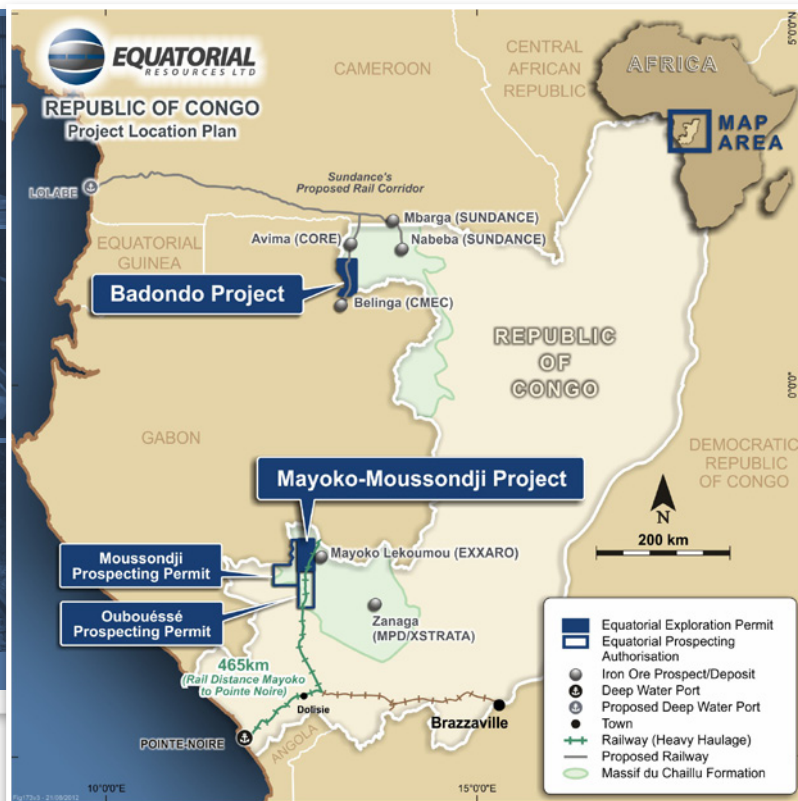 EQUATORIAL
RESOURCES LTD
REPUBLIC OF CONGO
Project Location Plan
CAMEROON
CENTRAL
AFRICAN
REPUBLIC
5°0'0"N
AFRICA
MAP
AREA
LOLABE
Sundance's
Proposed Rail Corridor
Mbarga (SUNDANCE)
Avima (CORE)
Nabeba (SUNDANCE)
EQUATORIAL
GUINEA
Badondo Project
Belinga (CMEC)
REPUBLIC
OF
CONGO
0°0'0"
GABON
DEMOCRATIC
REPUBLIC
OF CONGO
Mayoko-Moussondji Project
N
200 km
Moussondji
Prospecting Permit
Mayoko Lekoumou (EXXARO)
Oubouéssé
Prospecting Permit
Zanaga
(MPD/XSTRATA)
465km
(Rail Distance Mayoko
to Pointe Noire)
Dolisie
Brazzaville
POINTE-NOIRE
ANGOLA
Equatorial Exploration Permit
Equatorial Prospecting
Authorisation
Iron Ore Prospect/Deposit
Deep Water Port
Proposed Deep Water Port
Town
Railway (Heavy Haulage)
Proposed Railway
Massif du Chaillu Formation
10°0'0"E
15°0'0"E